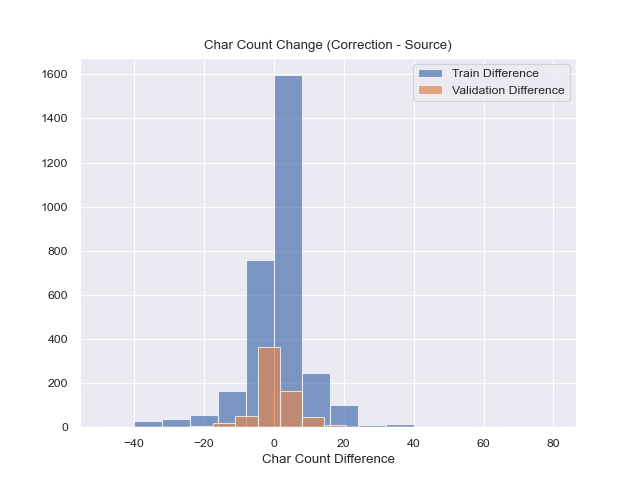 Char Count Change (Correction - Source)
Train Difference
Validation Difference
1600
1400
1200
1000
800
600
400
200
0
−40 −20 0 20 40 60 80
Char Count Difference